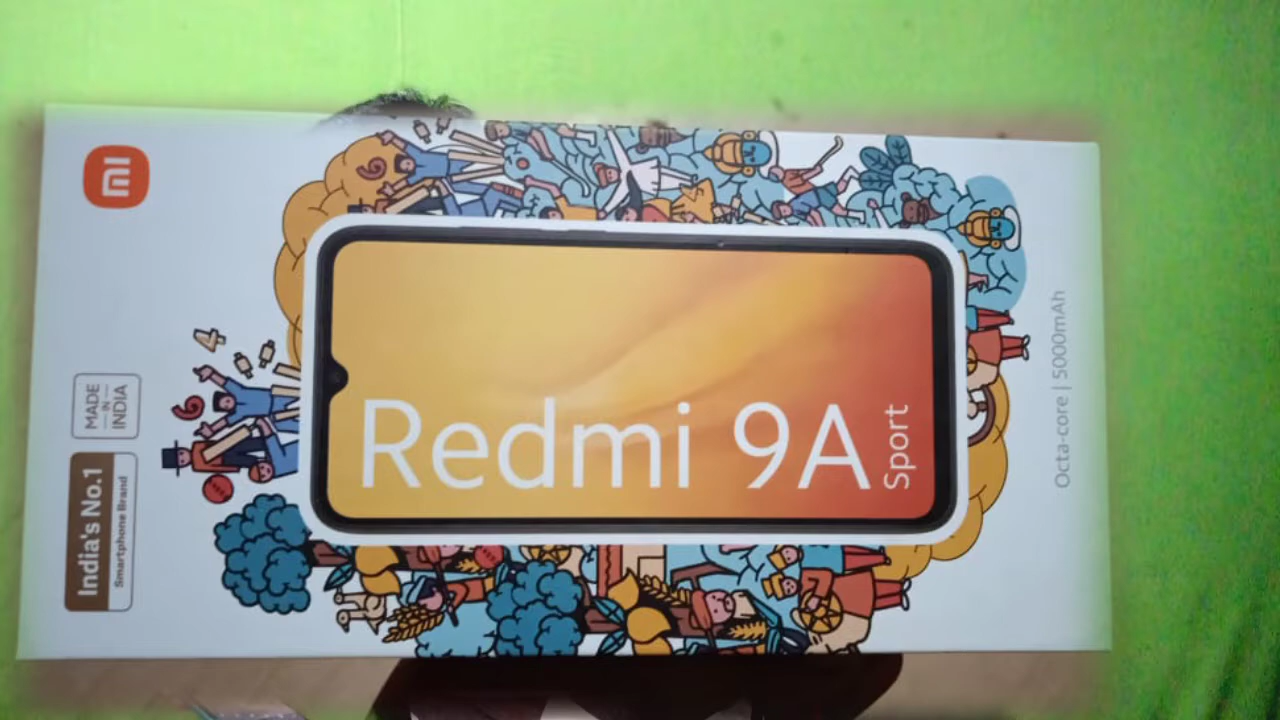 mi
MADE
IN
INDIA
India's No.1
Smartphone Brand
Redmi 9A
Sport
Octa-core | 5000mAh